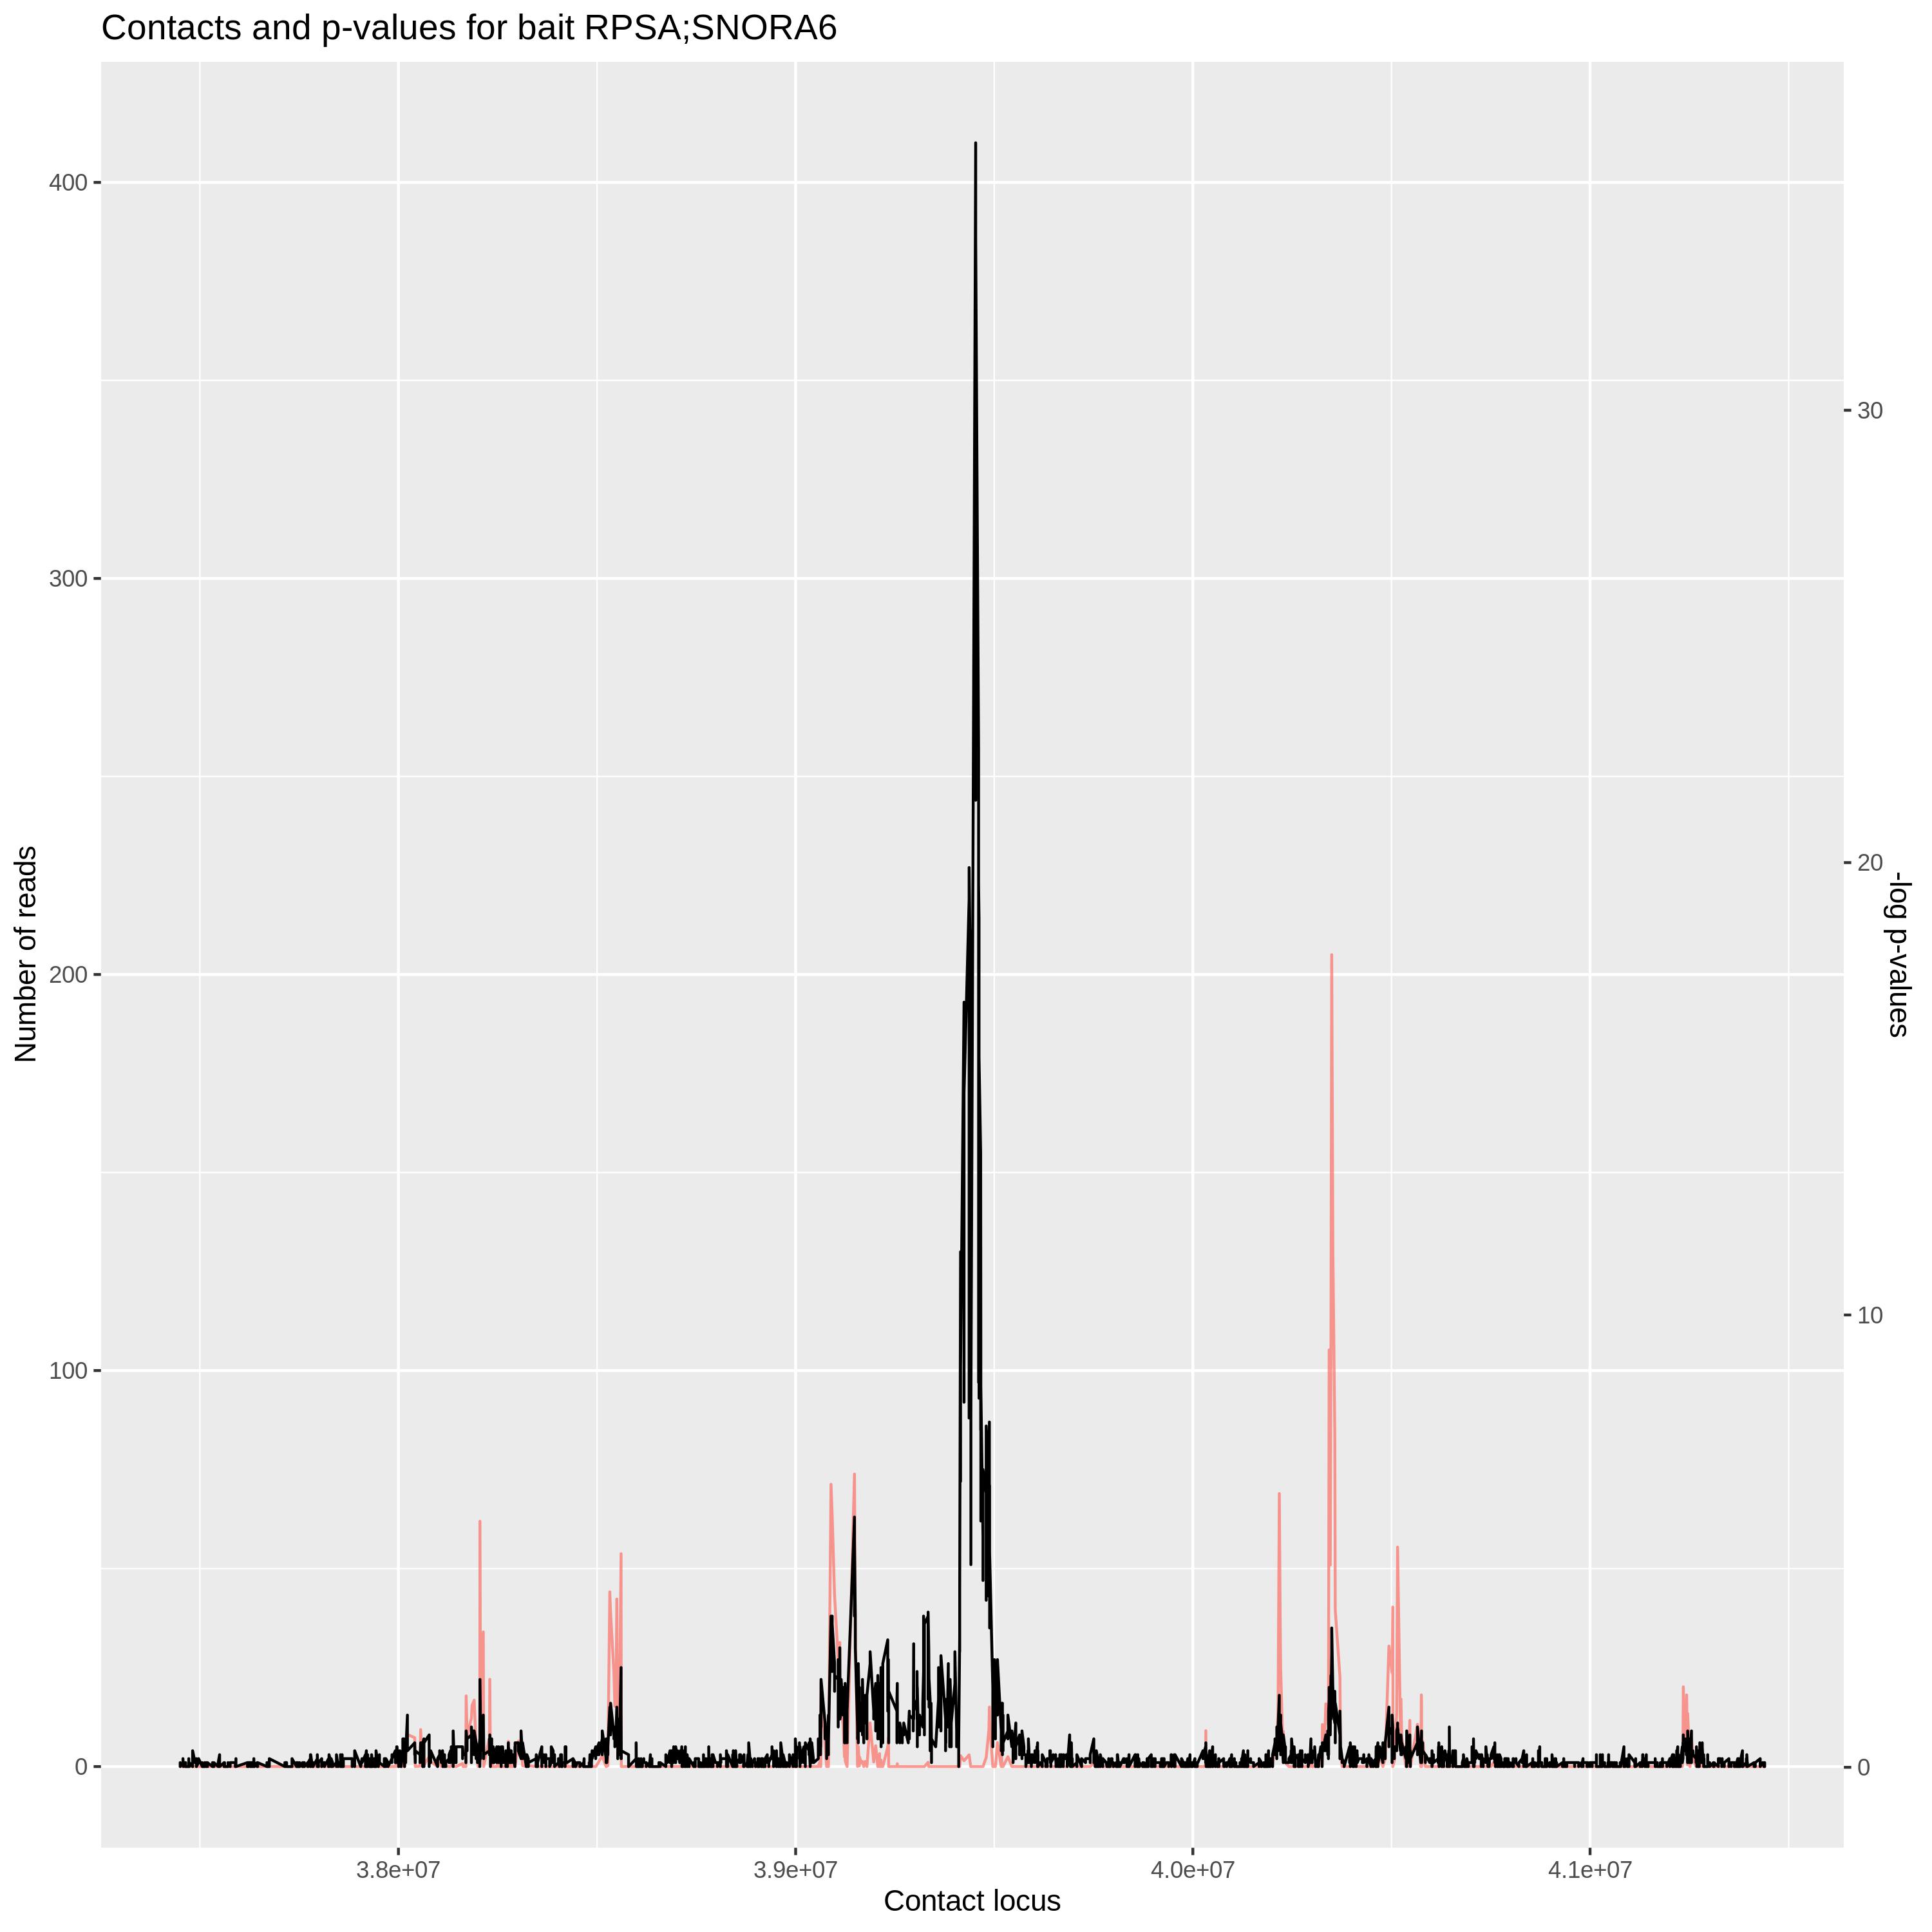 Contacts and p-values for bait RPSA;SNORA6
400
300
200
100
0
Number of reads
30
20
10
0
-log p-values
3.8e+07
3.9e+07
4.0e+07
4.1e+07
Contact locus